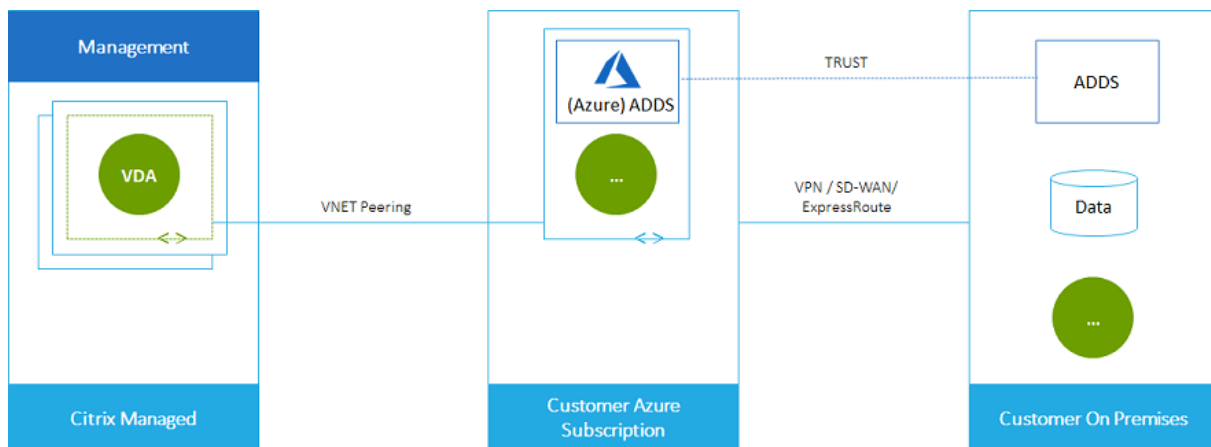 Management
VDA
Citrix Managed
VNET Peering
(Azure) ADDS
...
Customer Azure
Subscription
TRUST
VPN / SD-WAN/
ExpressRoute
ADDS
Data
...
Customer On Premises